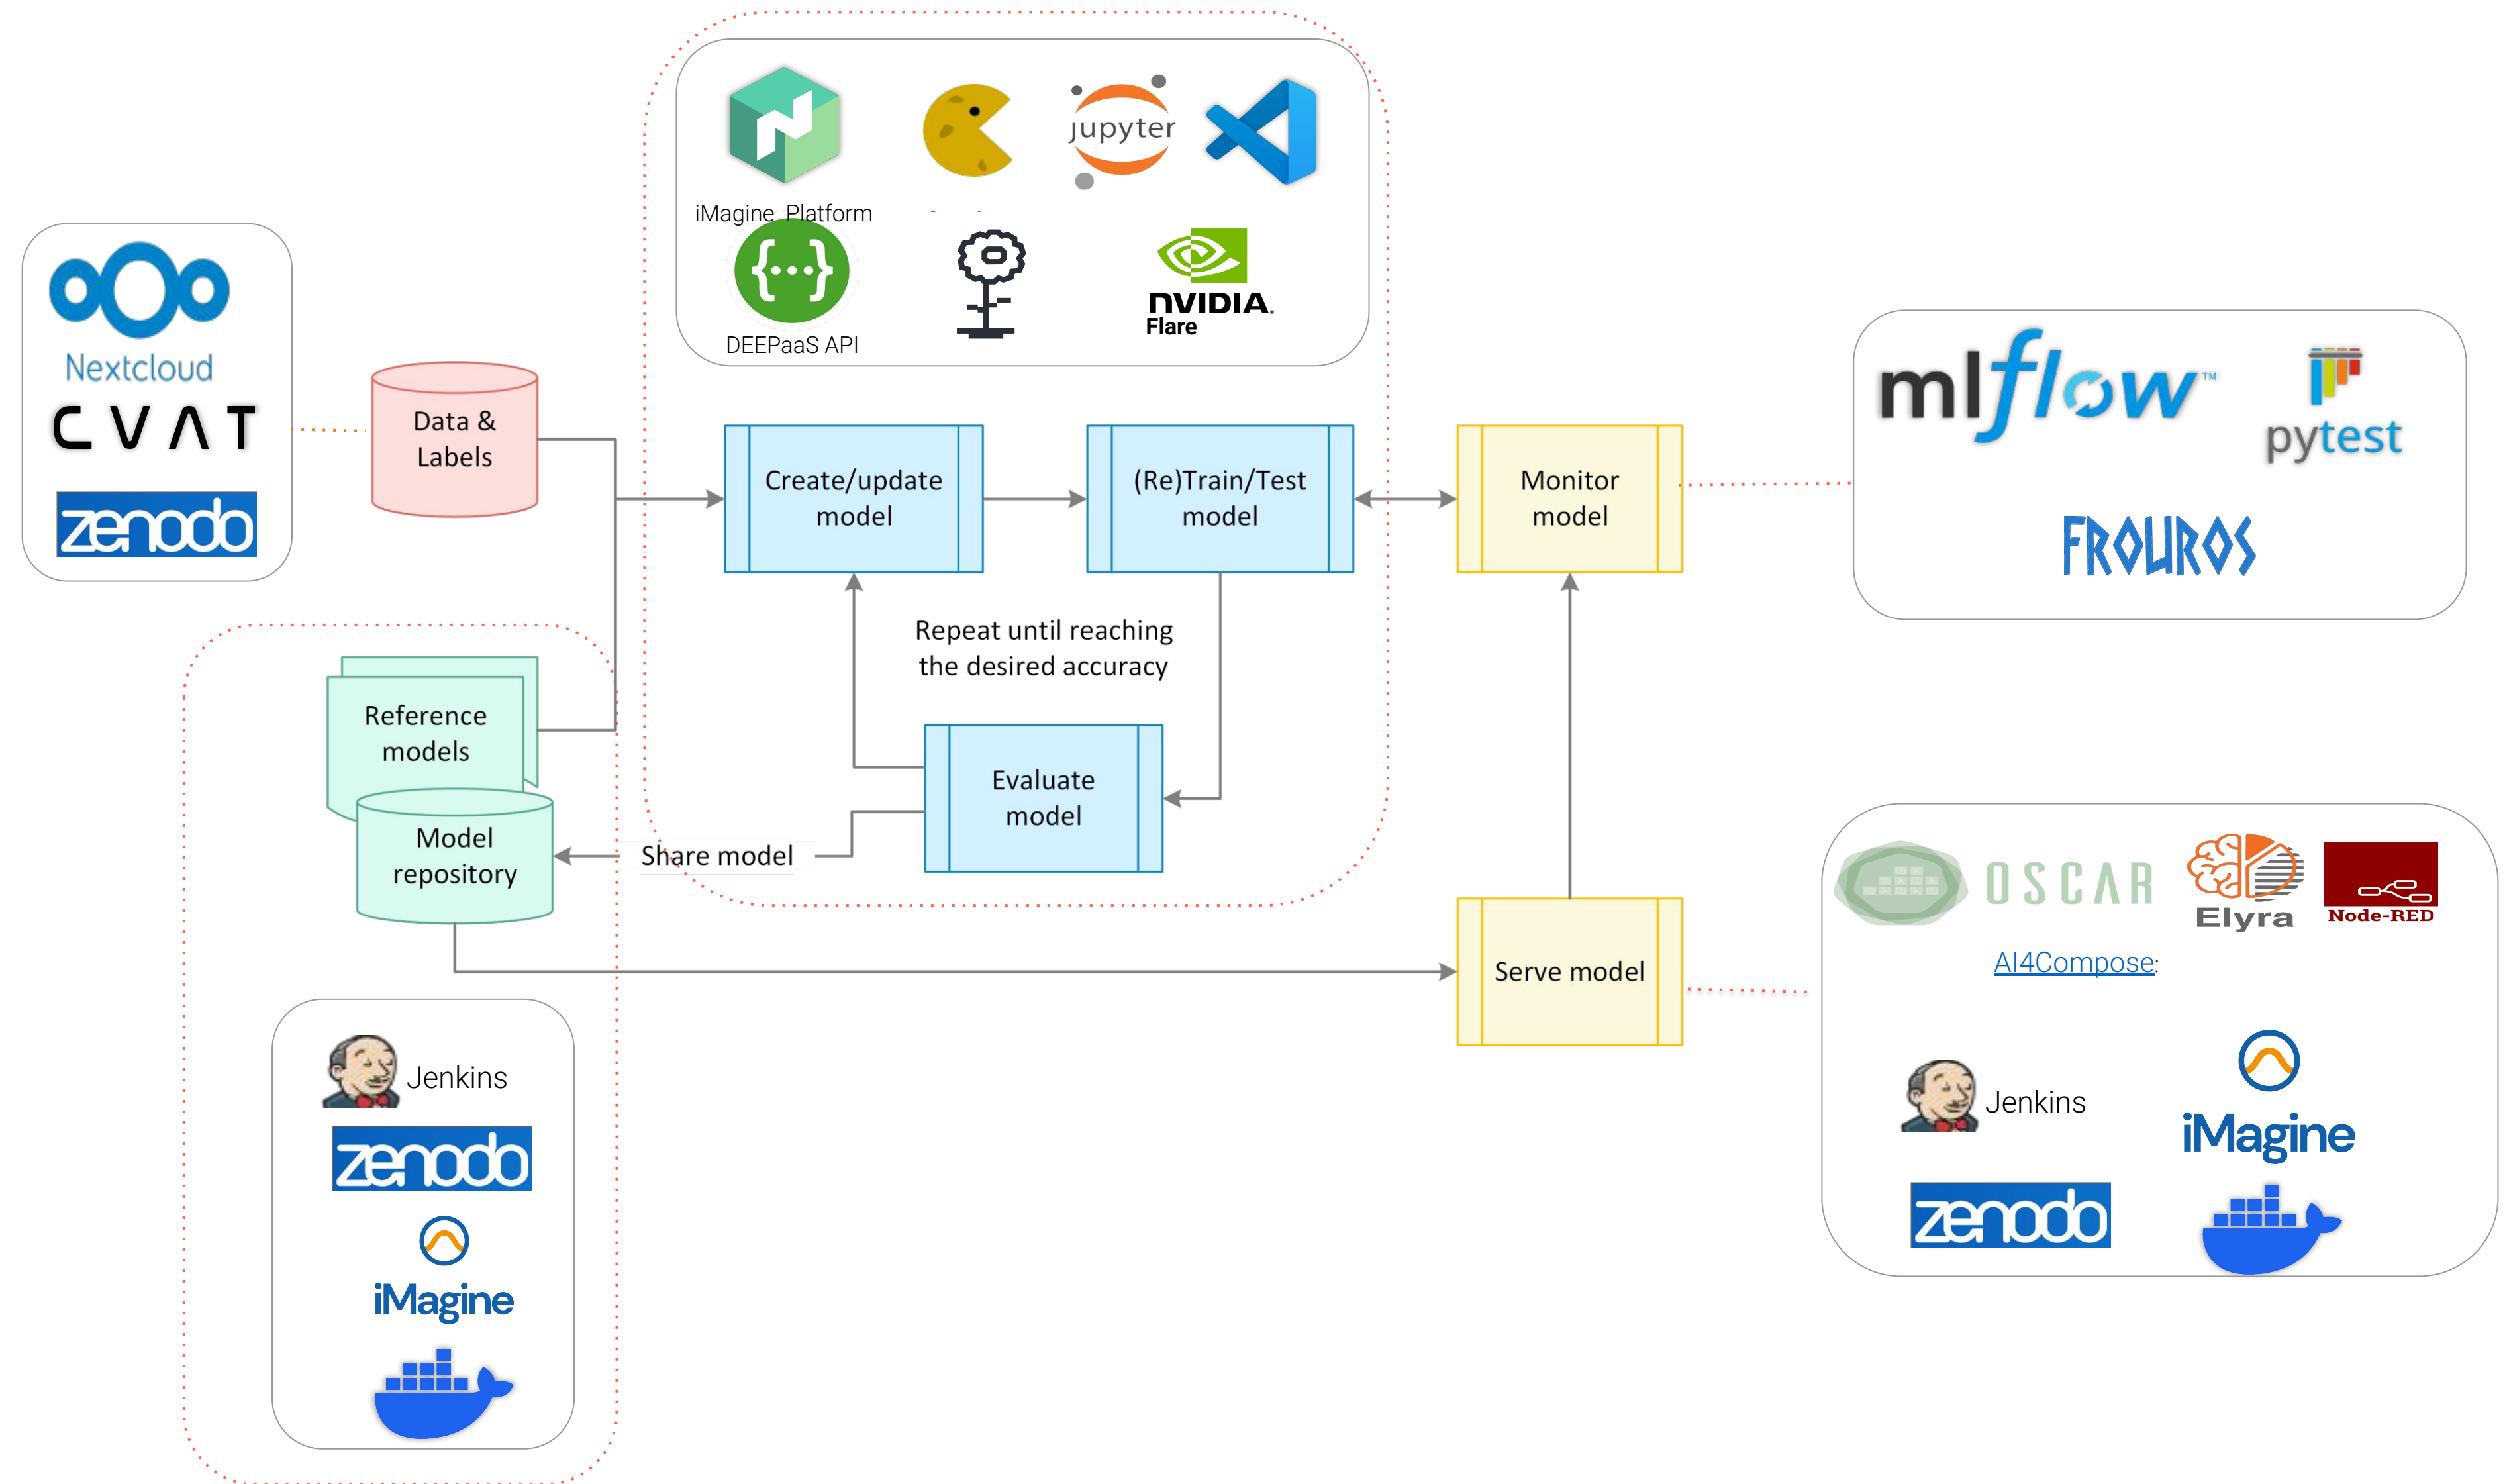 jupyter
iMagine Platform
DEEPaaS API
nVIDIA.
Flare
Nextcloud
CVAT
zenodo
Data &
Labels
Create/update
model
(Re)Train/Test
model
Monitor
model
mlflow™
pytest
FROUROS
Repeat until reaching
the desired accuracy
Reference
models
Evaluate
model
Model
repository
Share model
Serve model
OSCAR
Elyra
Node-RED
AI4Compose:
Jenkins
zenodo
iMagine
Jenkins
iMagine
zenodo